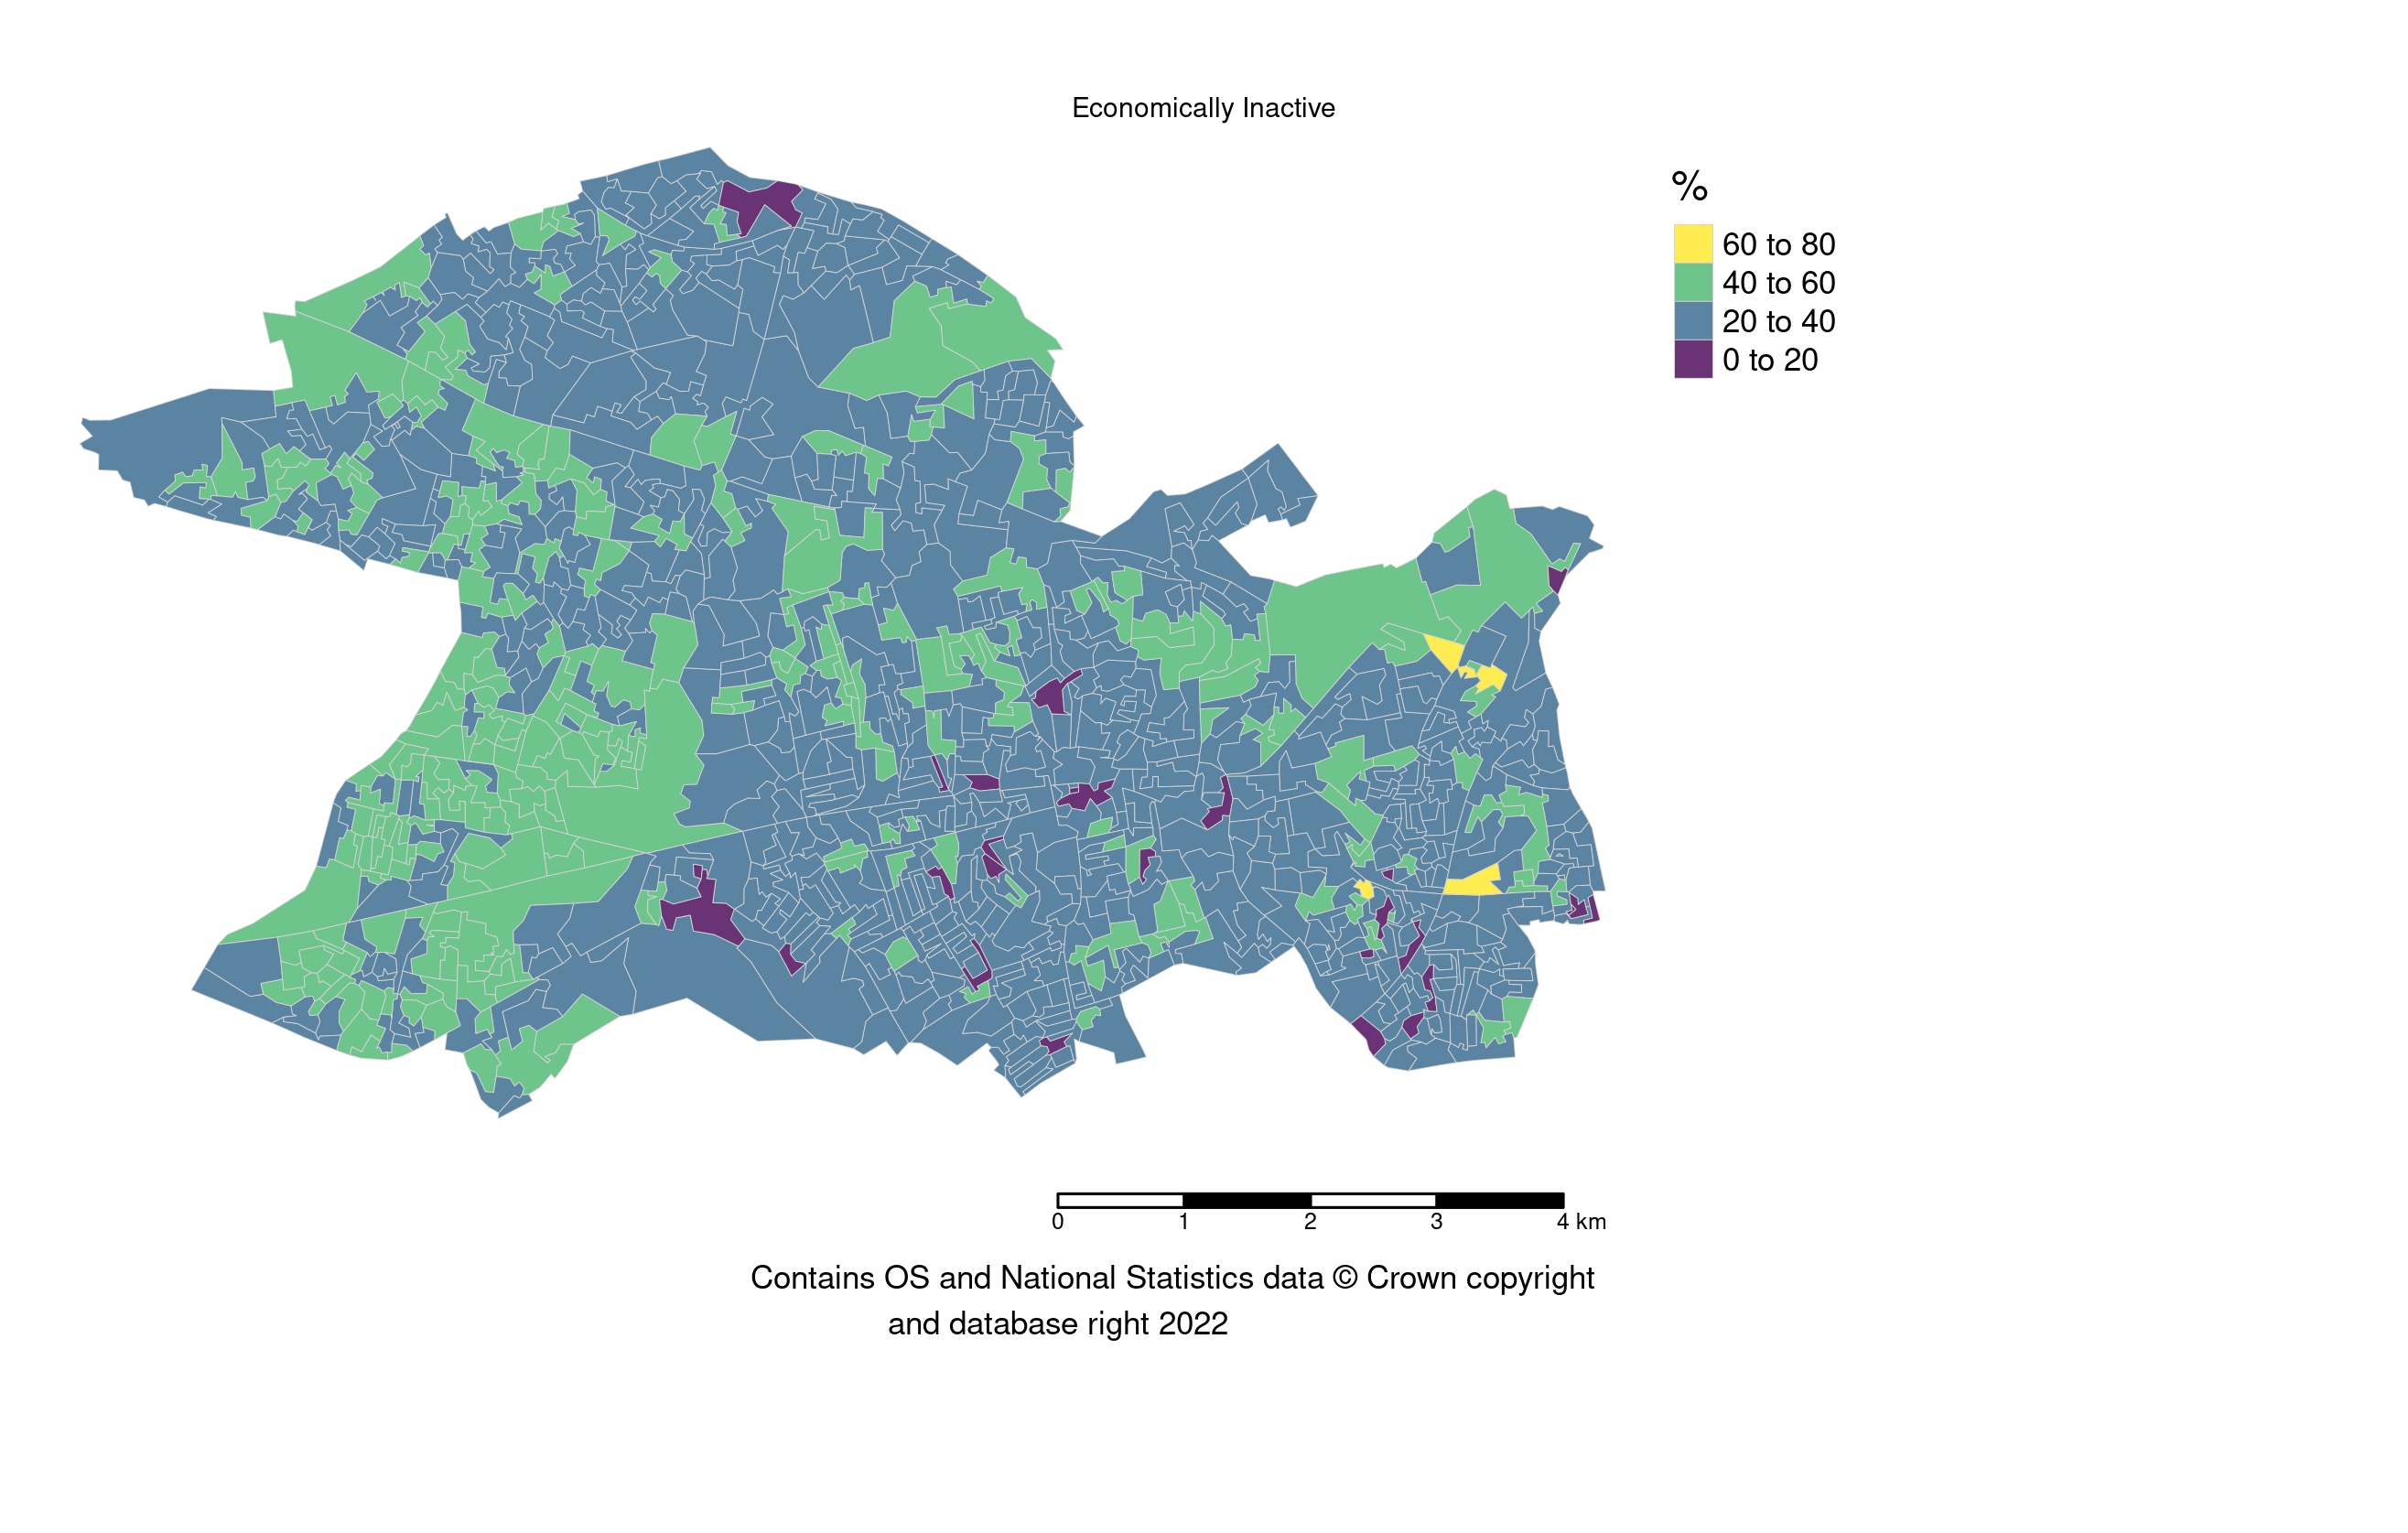 Economically Inactive
%
60 to 80
40 to 60
20 to 40
0 to 20
0 1 2 3 4 km
Contains OS and National Statistics data © Crown copyright
and database right 2022